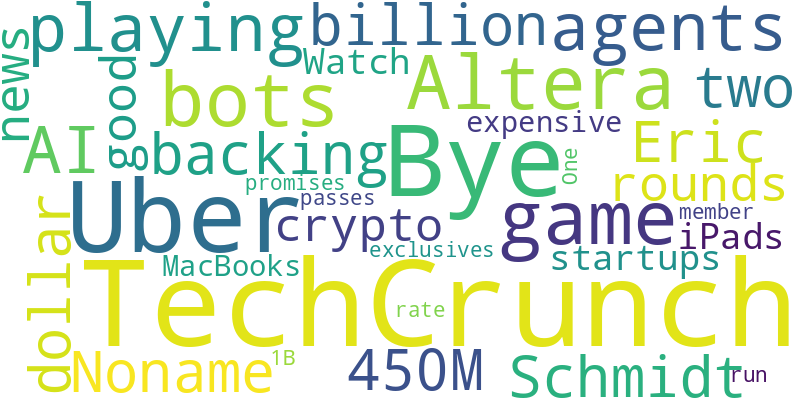 playing
billion
agents
news
Watch
good
bots
Altera
two
expensive
AI
backing
Bye
Eric
One
promises
rounds
Uber
passes
crypto
game
member
iPads
dollar
exclusives
startups
MacBooks
TechCrunch
rate
Noname
1B
450M
Schmidt
run